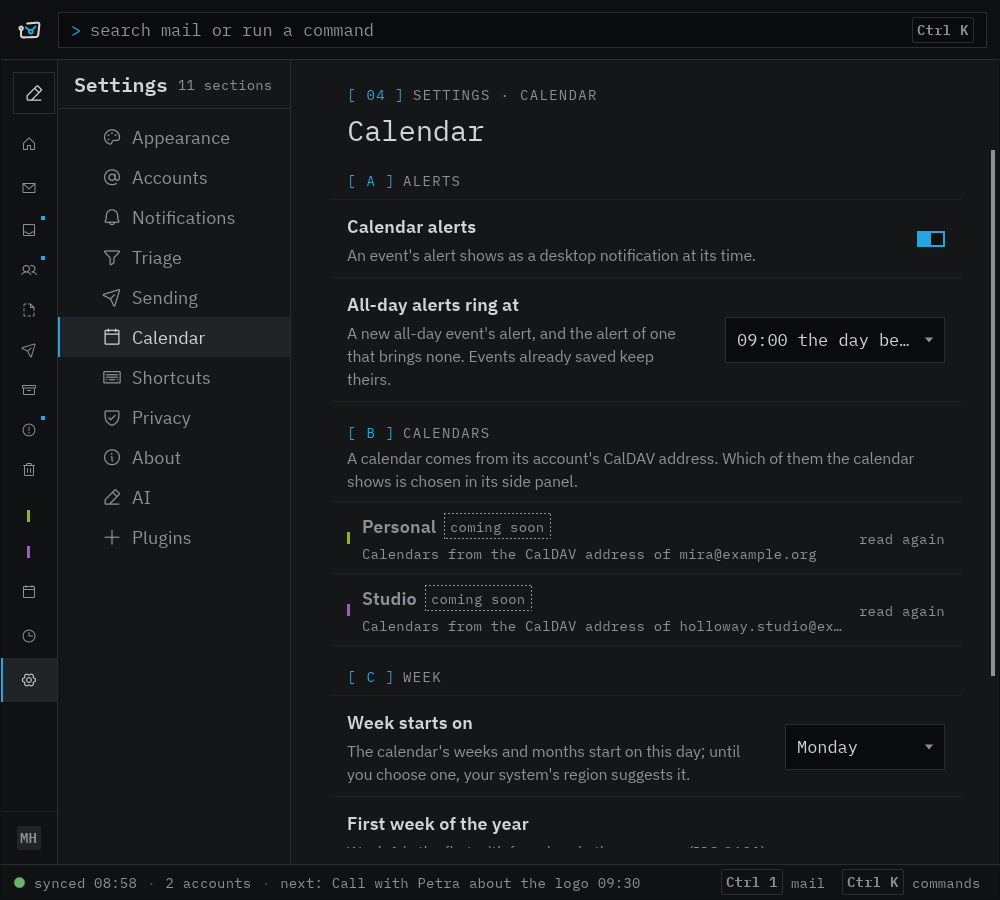 > search mail or run a command
Ctrl K
Settings 11 sections
Appearance
Accounts
Notifications
Triage
Sending
Calendar
Shortcuts
Privacy
About
AI
Plugins
MH
[ 04 ] SETTINGS · CALENDAR
Calendar
[ A ] ALERTS
Calendar alerts
An event's alert shows as a desktop notification at its time.
All-day alerts ring at
A new all-day event's alert, and the alert of one
that brings none. Events already saved keep
theirs.
09:00 the day be…
[ B ] CALENDARS
A calendar comes from its account's CalDAV address. Which of them the calendar
shows is chosen in its side panel.
Personal coming soon
Calendars from the CalDAV address of mira@example.org
read again
Studio coming soon
Calendars from the CalDAV address of holloway.studio@ex…
read again
[ C ] WEEK
Week starts on
The calendar's weeks and months start on this day; until
you choose one, your system's region suggests it.
Monday
First week of the year
synced 08:58 · 2 accounts · next: Call with Petra about the logo 09:30
Ctrl 1 mail Ctrl K commands